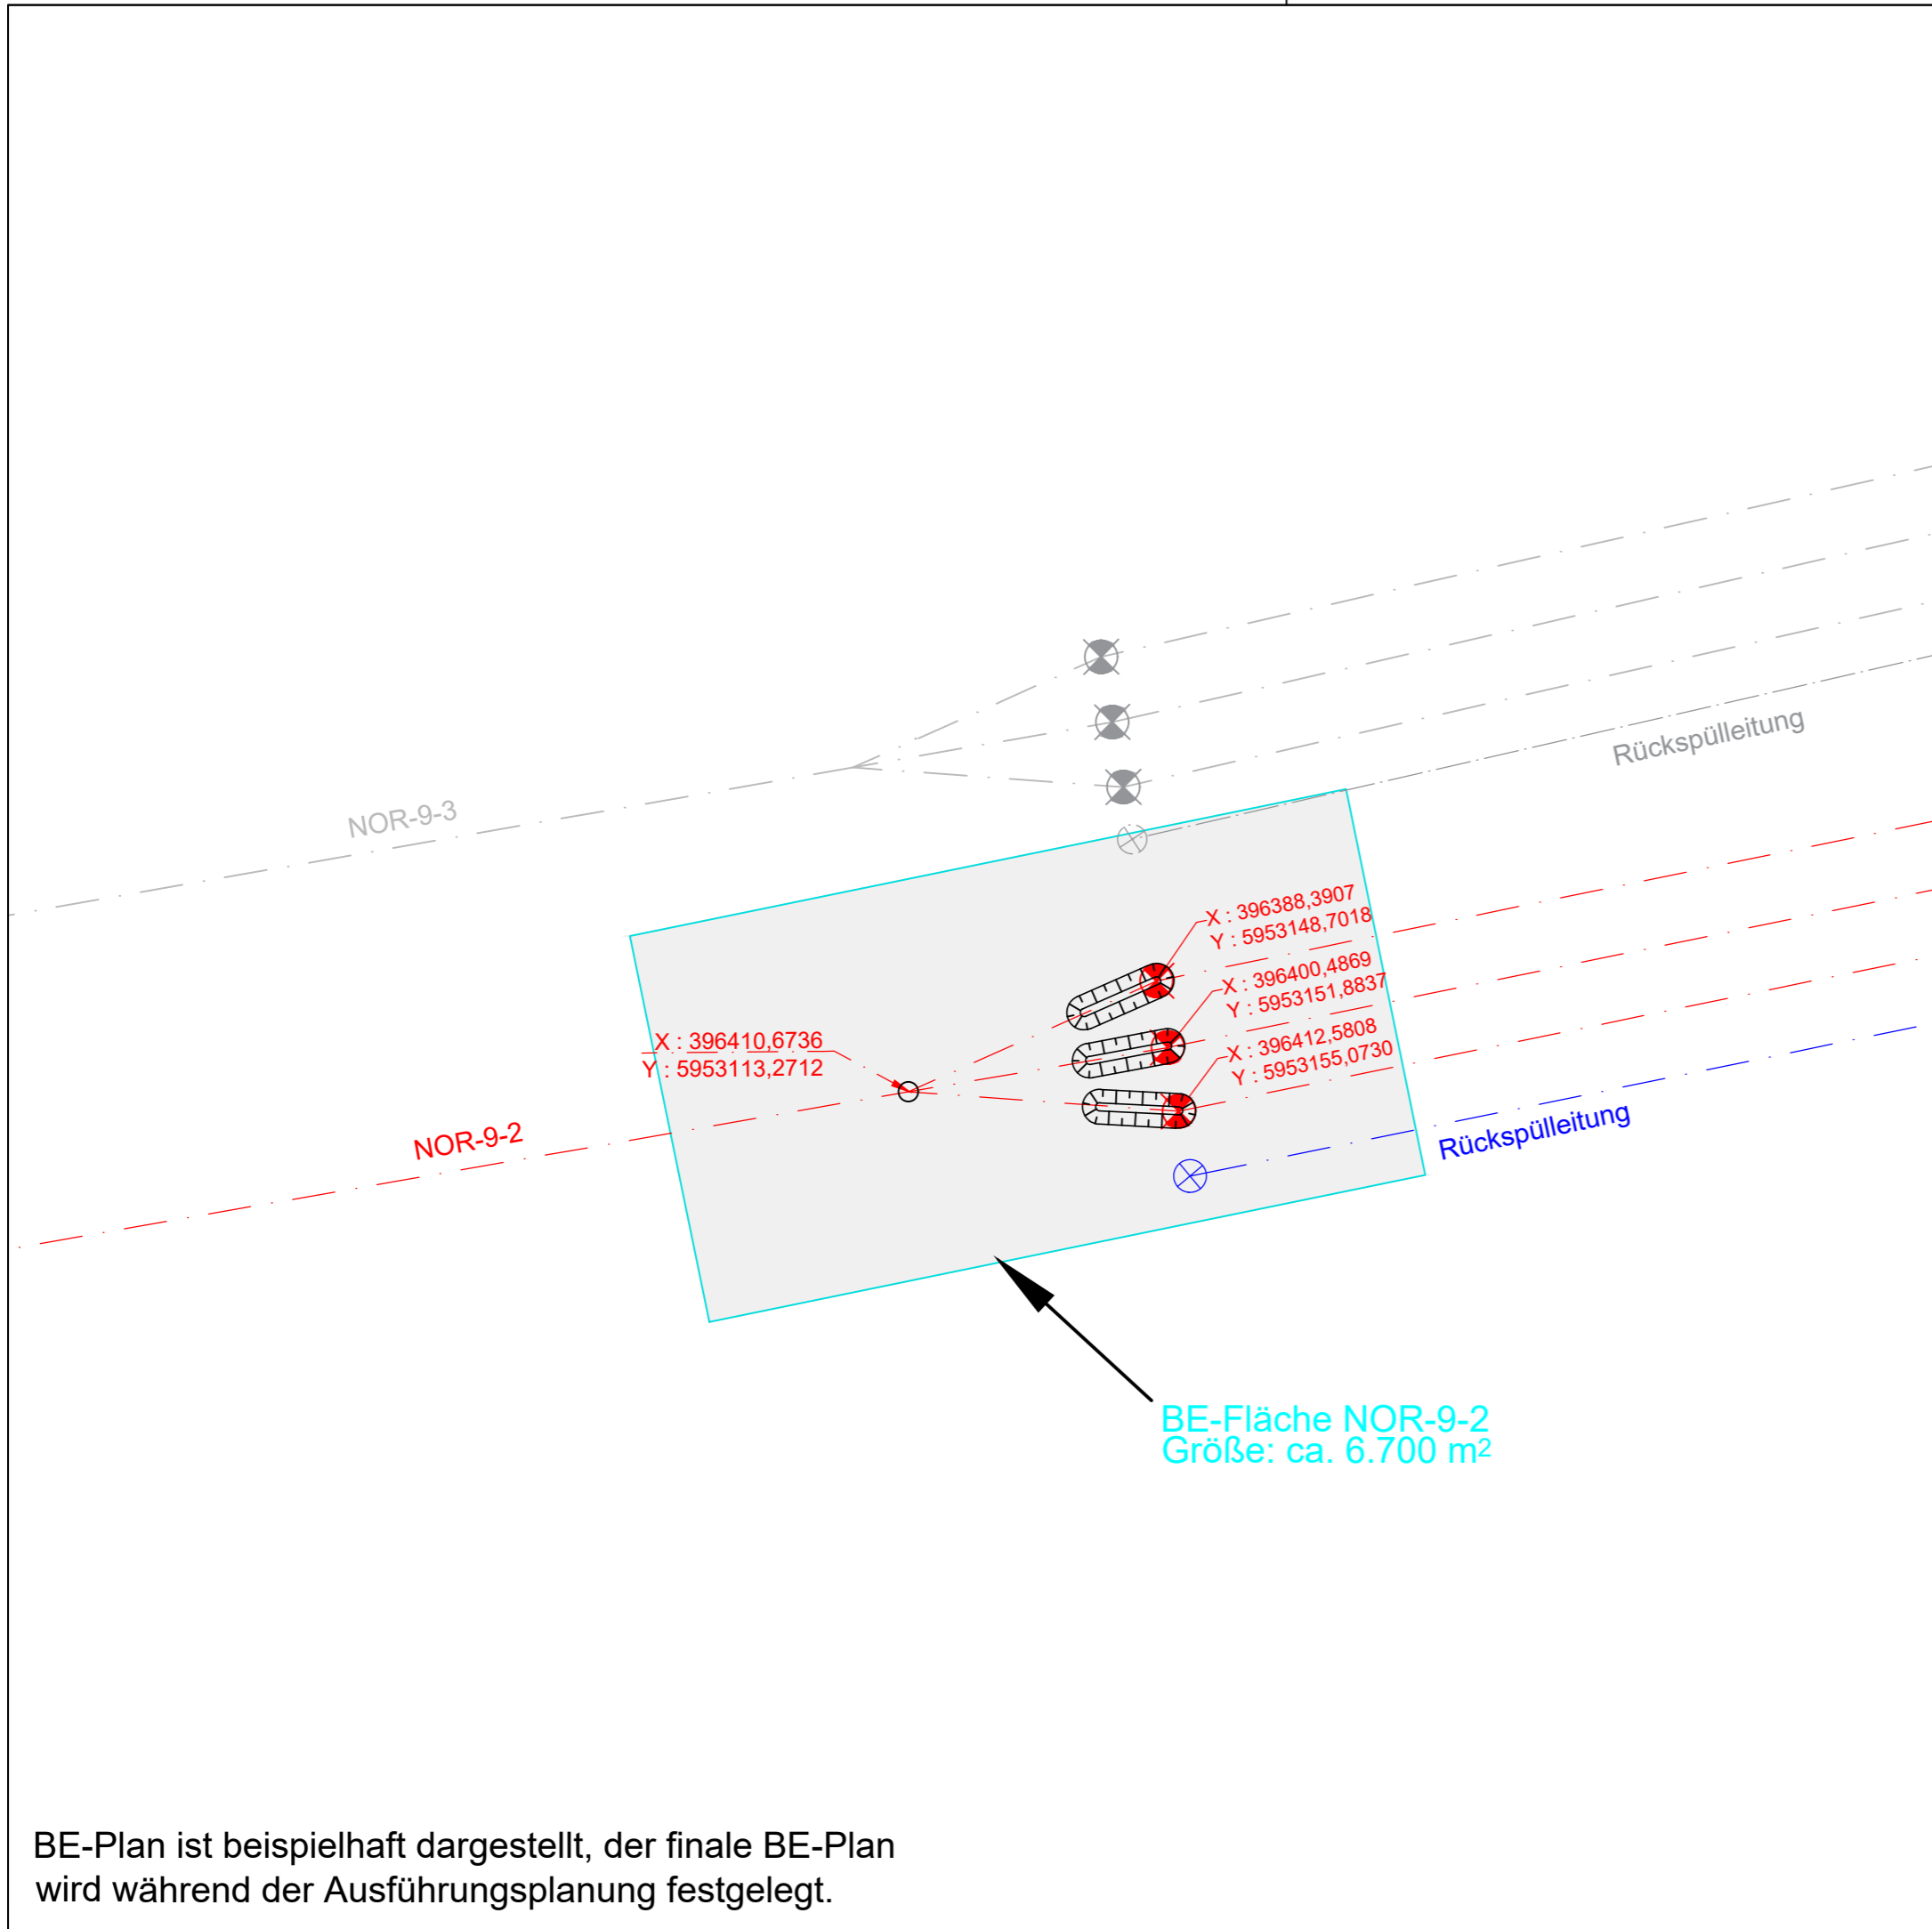 Rückspülleitung
NOR-9-3
X : 396388,3907
Y : 5953148,7018
X : 396400,4869
Y : 5953151,8837
X : 396412,5808
Y : 5953155,0730
X : 396410,6736
Y : 5953113,2712
NOR-9-2
Rückspülleitung
BE-Fläche NOR-9-2
Größe: ca. 6.700 m²
BE-Plan ist beispielhaft dargestellt, der finale BE-Plan
wird während der Ausführungsplanung festgelegt.